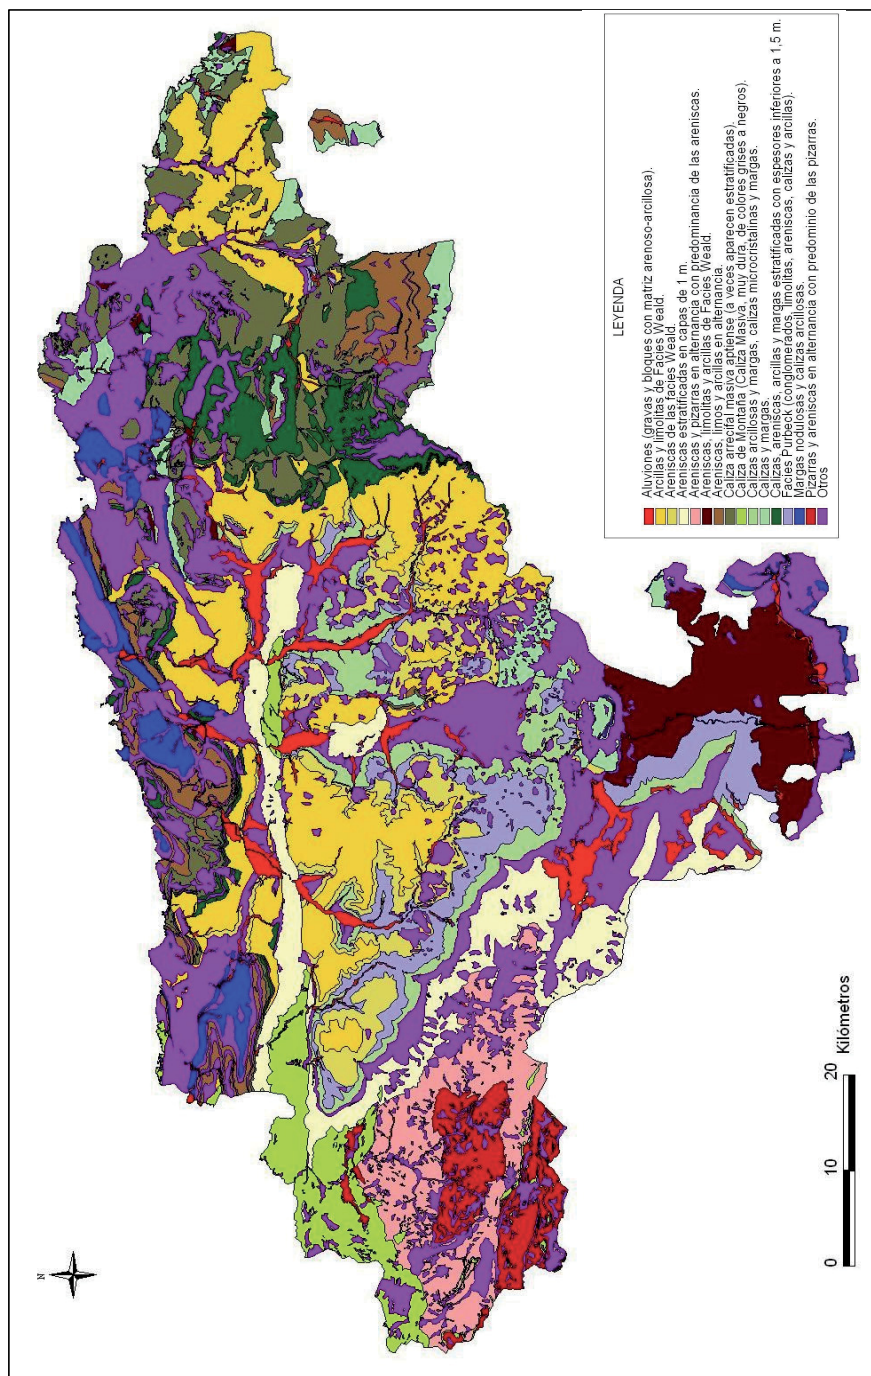 N
LEYENDA
Aluviones (gravas y bloques con matriz arenoso-arcillosa).
Arcillas y limolitas de Facies Weald.
Areniscas de las facies Weald.
Areniscas estratificadas en capas de 1 m.
Areniscas y pizarras en alternancia con predominancia de las areniscas.
Areniscas, limolitas y arcillas de Facies Weald.
Areniscas, limos y arcillas en alternancia.
Caliza arrecifal masiva aptiense (a veces aparecen estratificadas).
Caliza de Montaña (Caliza Masiva, muy dura, de colores grises a negros).
Calizas arcillosas y margas, calizas microcristalinas y margas.
Calizas y margas.
Calizas, areniscas, arcillas y margas estratificadas con espesores inferiores a 1,5 m.
Facies Purbeck (conglomerados, limolitas, areniscas, calizas y arcillas).
Margas nodulosas y calizas arcillosas.
Pizarras y areniscas en alternancia con predominio de las pizarras.
Otros
0 10 20
Kilómetros